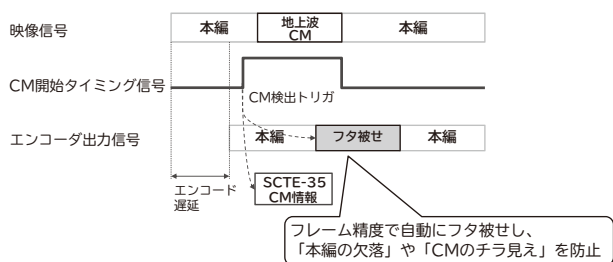 映像信号
本編
地上波
CM
本編
CM開始タイミング信号
CM検出トリガ
エンコーダ出力信号
本編
フタ被せ
本編
エンコード
遅延
SCTE-35
CM情報
フレーム精度で自動にフタ被せし、
「本編の欠落」や「CMのチラ見え」を防止